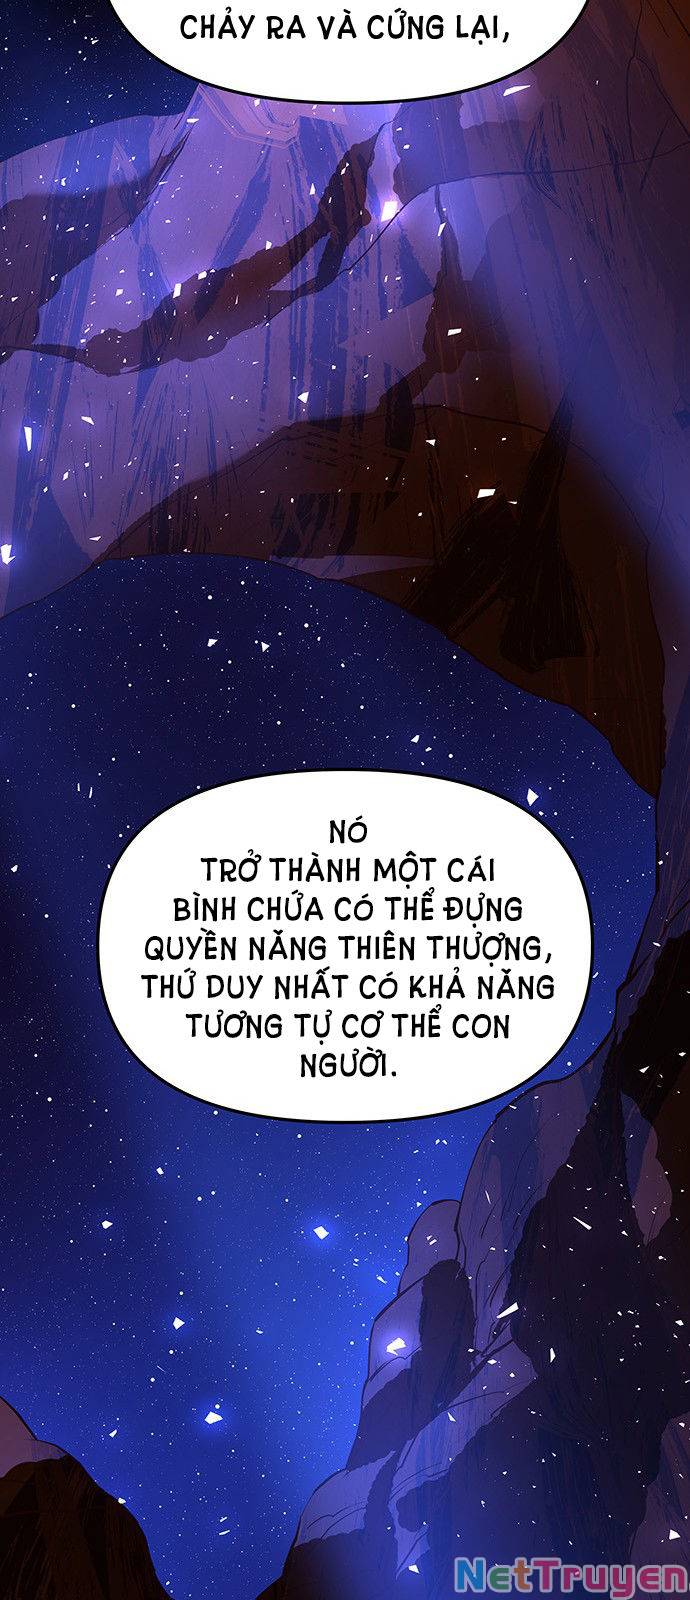 CHẢY RA VÀ CỨNG LẠI,
NÓ
TRỞ THÀNH MỘT CÁI
BÌNH CHỨA CÓ THỂ ĐỰNG
QUYỀN NĂNG THIÊN THƯỢNG,
THỨ DUY NHẤT CÓ KHẢ NĂNG
TƯƠNG TỰ CƠ THỂ CON
NGƯỜI.
NetTruyen